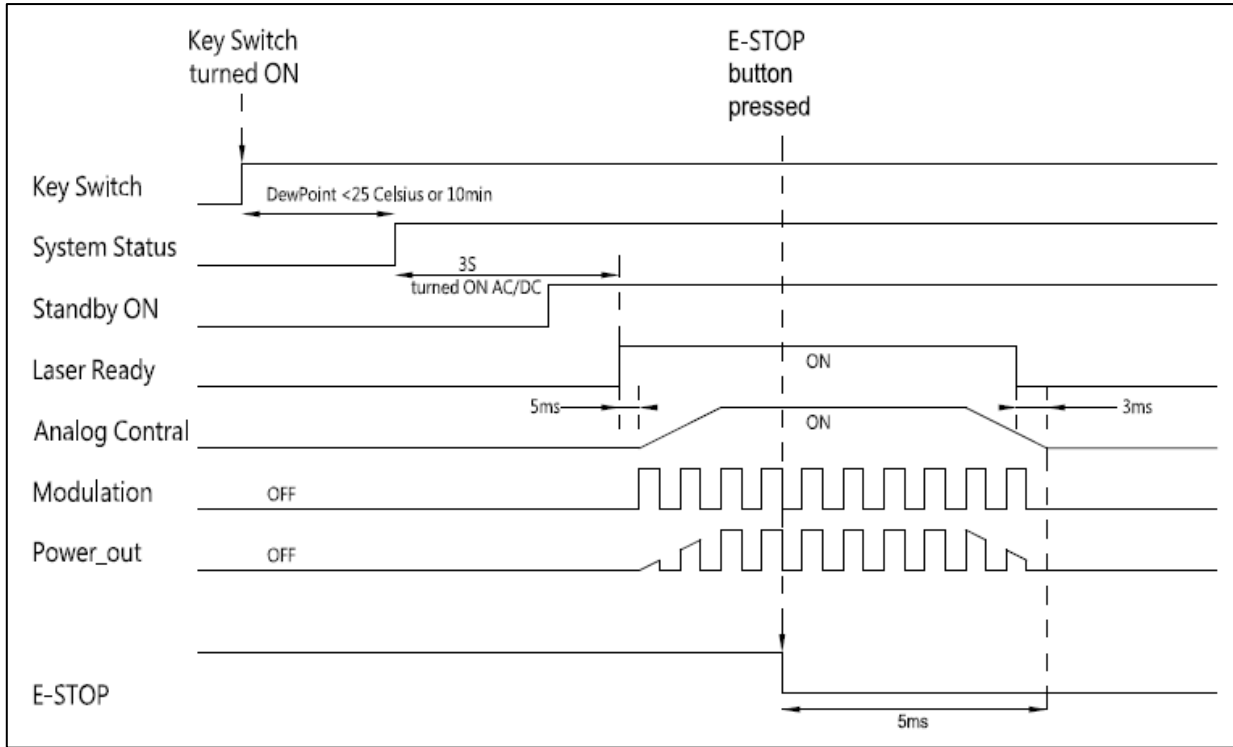 Key Switch
turned ON
E-STOP
button
pressed
Key Switch
DewPoint <25 Celsius or 10min
System Status
3S
turned ON AC/DC
Standby ON
Laser Ready
ON
5ms
3ms
Analog Contral
ON
Modulation
OFF
Power_out
OFF
E-STOP
5ms